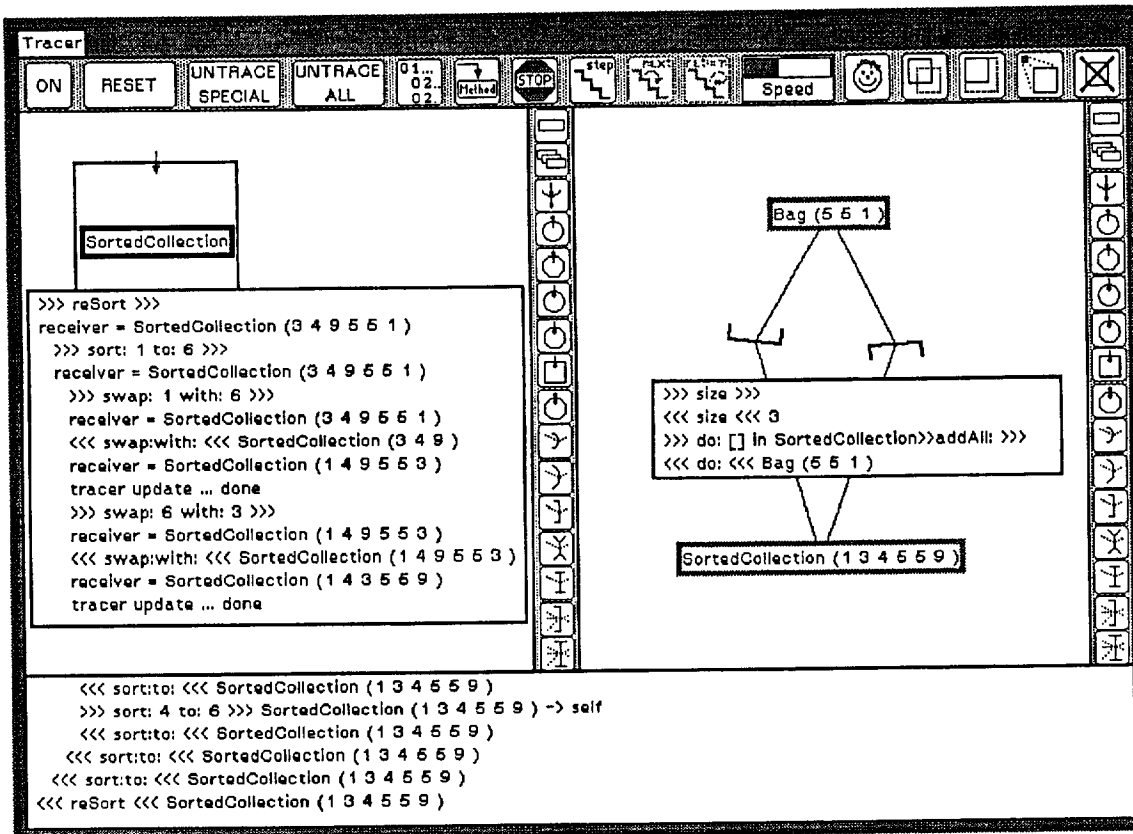 Tracer
ON RESET UNTRACE SPECIAL UNTRACE ALL 01... 02.. 02. Method STOP step Speed
SortedCollection
>>> reSort >>>
receiver = SortedCollection (3 4 9 5 5 1 )
>>> sort: 1 to: 6 >>>
receiver = SortedCollection (3 4 9 5 5 1 )
>>> swap: 1 with: 6 >>>
receiver = SortedCollection (3 4 9 5 5 1 )
<<< swap:with: <<< SortedCollection (3 4 9 )
receiver = SortedCollection (1 4 9 5 5 3 )
tracer update ... done
>>> swap: 6 with: 3 >>>
receiver = SortedCollection (1 4 9 5 5 3 )
<<< swap:with: <<< SortedCollection (1 4 9 5 5 3 )
receiver = SortedCollection (1 4 3 5 5 9 )
tracer update ... done
Bag (5 5 1 )
>>> size >>>
<<< size <<< 3
>>> do: [] in SortedCollection>>addAll: >>>
<<< do: <<< Bag (5 5 1 )
SortedCollection (1 3 4 5 5 9 )
<<< sort:to: <<< SortedCollection (1 3 4 5 5 9 )
>>> sort: 4 to: 6 >>> SortedCollection (1 3 4 5 5 9 ) -> self
<<< sort:to: <<< SortedCollection (1 3 4 5 5 9 )
<<< sort:to: <<< SortedCollection (1 3 4 5 5 9 )
<<< sort:to: <<< SortedCollection (1 3 4 5 5 9 )
<<< reSort <<< SortedCollection (1 3 4 5 5 9 )